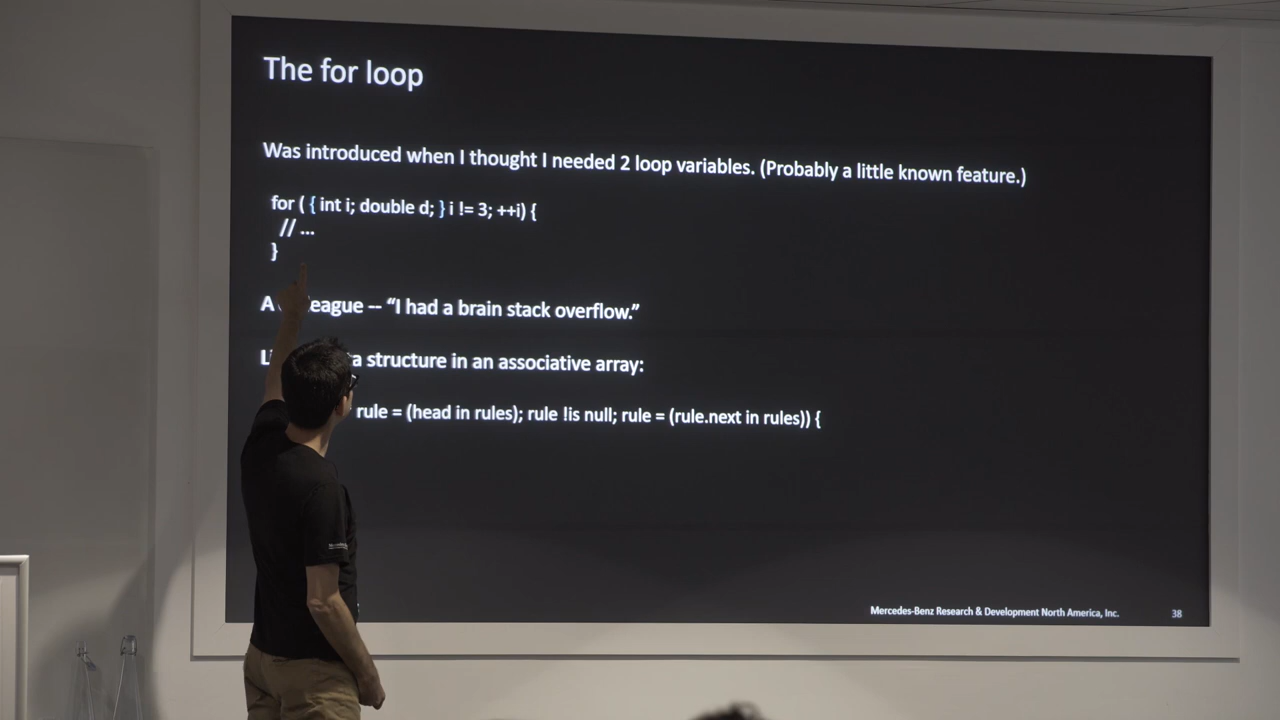 The for loop
Was introduced when I thought I needed 2 loop variables. (Probably a little known feature.)
for ( { int i; double d; } i != 3; ++i) {
// ...
}
A eague -- “I had a brain stack overflow.”
a structure in an associative array:
rule = (head in rules); rule !is null; rule = (rule.next in rules)) {
Mercedes-Benz Research & Development North America, Inc.
38